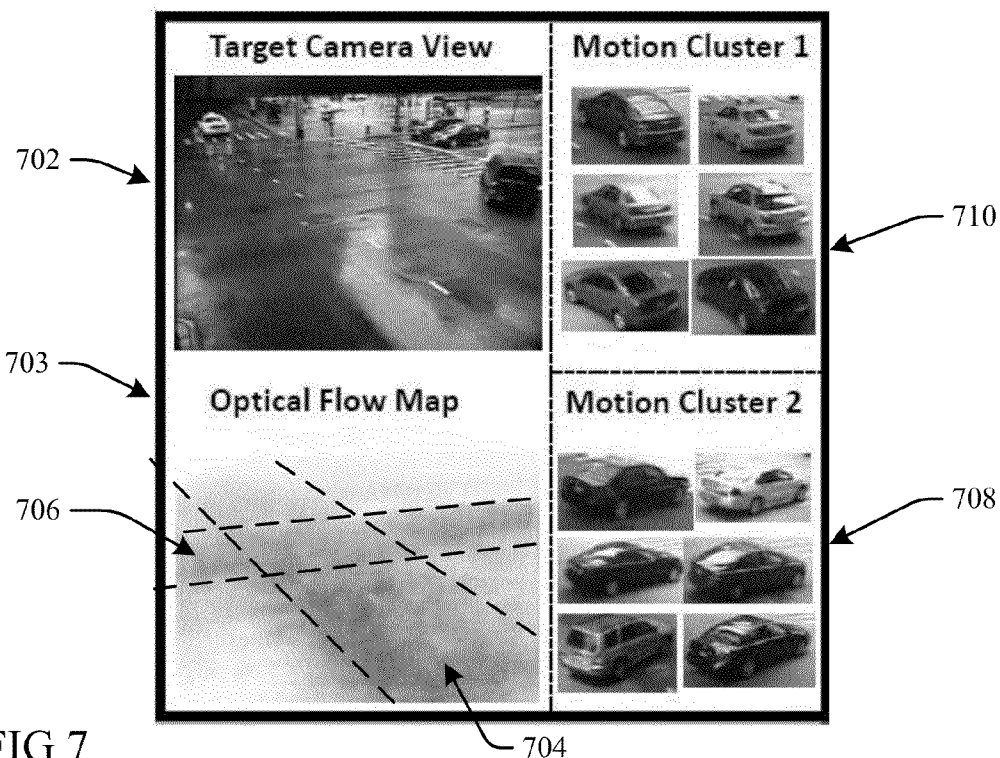 Target Camera View
Motion Cluster 1
702
710
703
Optical Flow Map
Motion Cluster 2
706
708
704
FIG 7